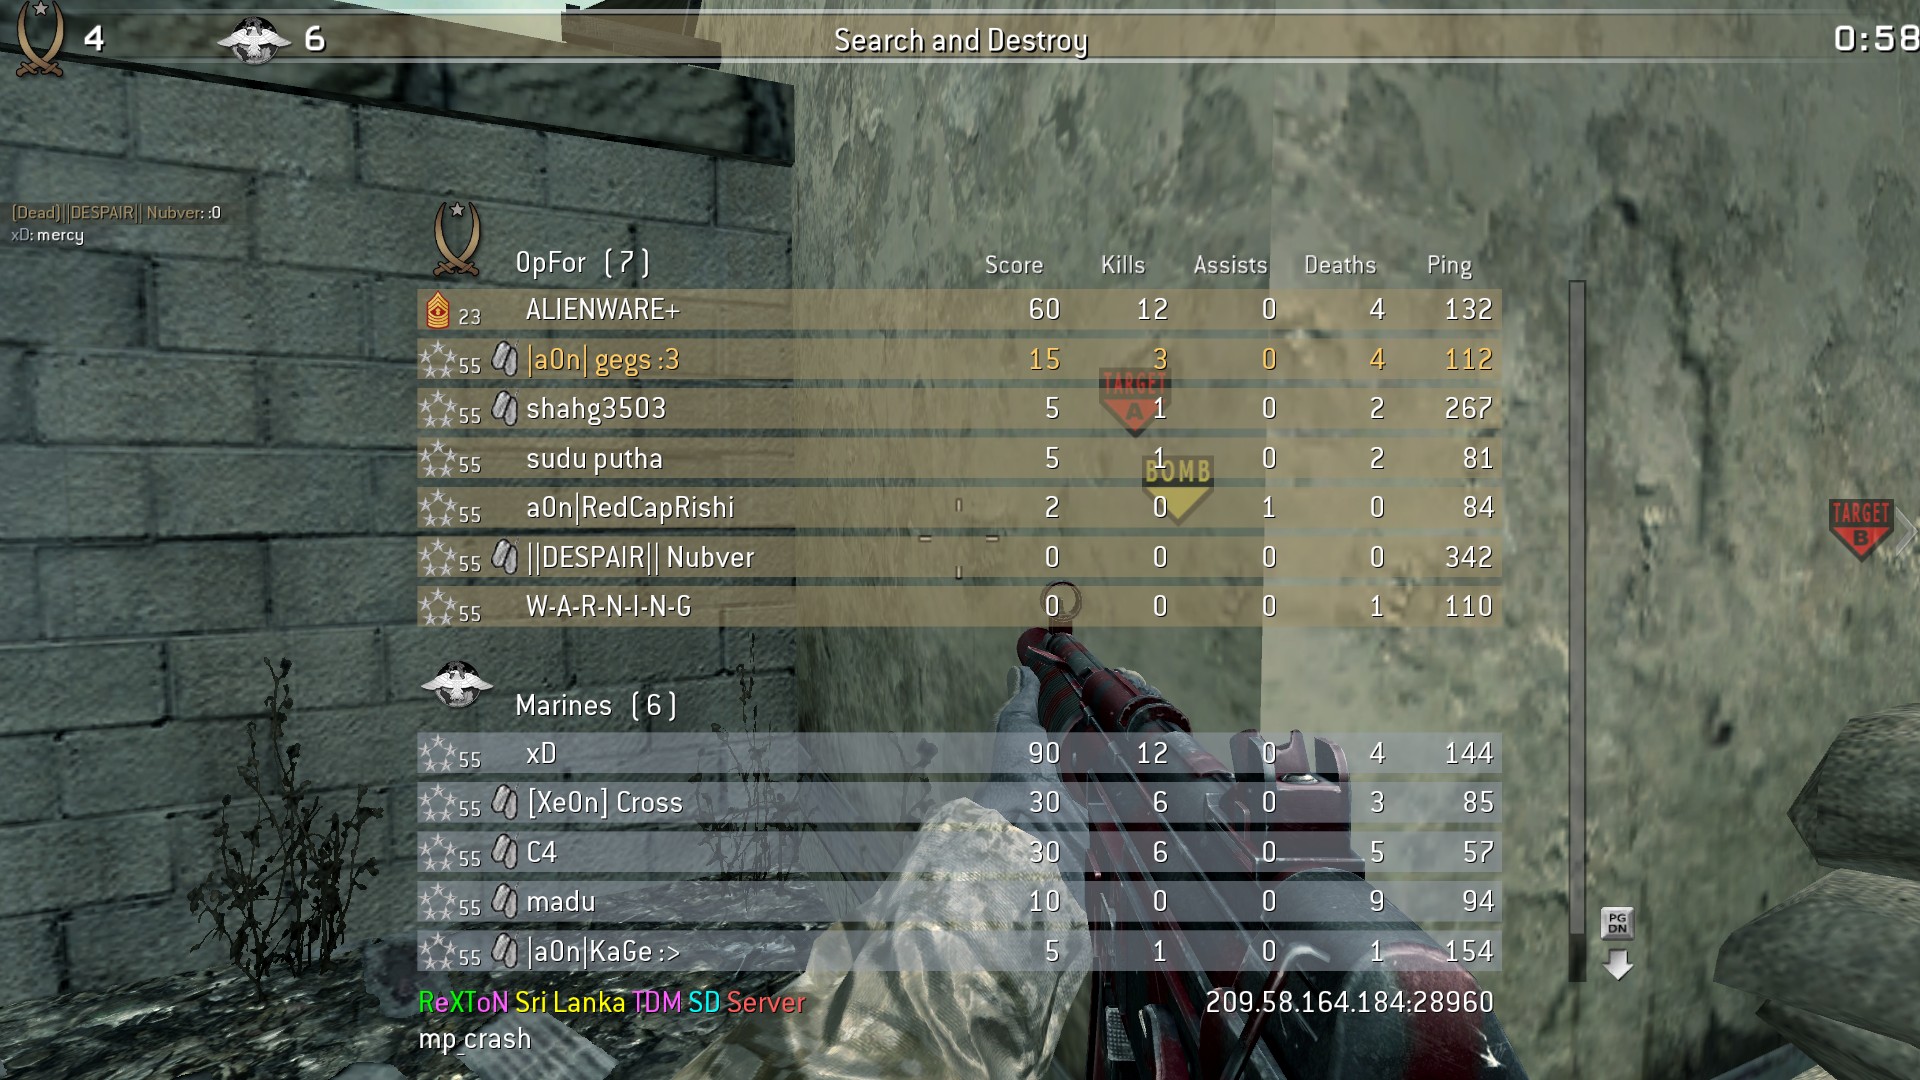 4 6 Search and Destroy 0:58
(Dead)||DESPAIR|| Nubver: :0
xD: mercy
OpFor (7) Score Kills Assists Deaths Ping
23 ALIENWARE+ 60 12 0 4 132
55 |aOn| gegs :3 15 3 0 4 112
TARGET
A
55 shahg3503 5 1 0 2 267
55 sudu putha 5 1 0 2 81
BOMB
55 aOn|RedCapRishi 2 0 1 0 84
TARGET
B
55 ||DESPAIR|| Nubver 0 0 0 0 342
55 W-A-R-N-I-N-G 0 0 0 1 110
Marines (6)
55 xD 90 12 0 4 144
55 [XeOn] Cross 30 6 0 3 85
55 C4 30 6 0 5 57
55 madu 10 0 0 9 94
PG
DN
55 |aOn|KaGe :> 5 1 0 1 154
ReXToN Sri Lanka TDM SD Server 209.58.164.184:28960
mp_crash